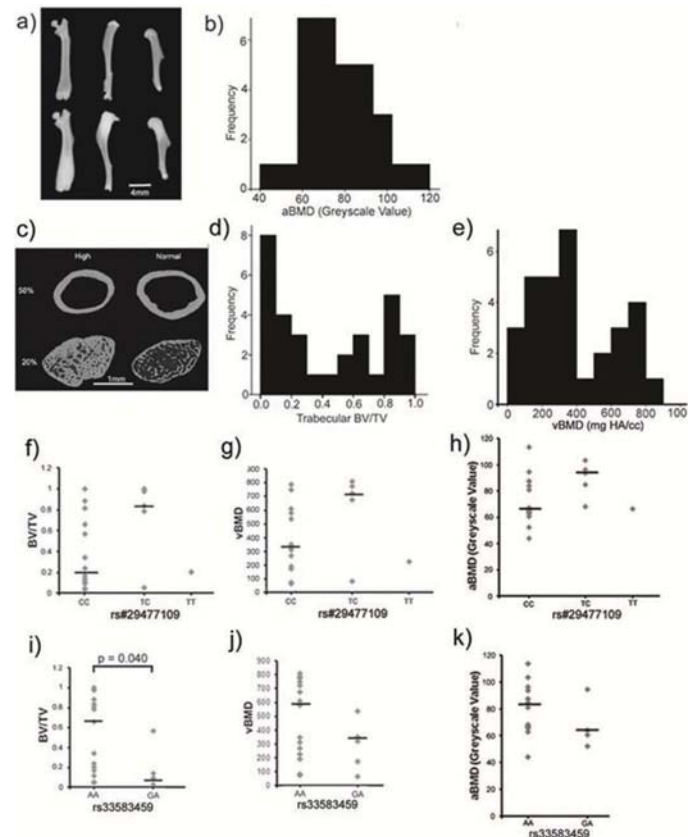 a)
4mm
b)
Frequency
6
4
2
0
40 60 80 100 120
aBMD (Greyscale Value)
c)
High Normal
50%
20%
1mm
d)
Frequency
8
6
4
2
0
0.0 0.2 0.4 0.6 0.8 1.0
Trabecular BV/TV
e)
Frequency
6
4
2
0
0 200 400 600 800
vBMD (mg HA/cc)
f)
BV/TV
1.2
1
0.8
0.6
0.4
0.2
0
CC TC TT
rs#29477109
g)
vBMD
900
800
700
600
500
400
300
200
100
0
CC TC TT
rs#29477109
h)
aBMD (Greyscale Value)
120
100
80
60
40
20
0
CC TC TT
rs#29477109
i)
p = 0.040
BV/TV
1.2
1
0.8
0.6
0.4
0.2
0
AA GA
rs33583459
j)
vBMD
900
800
700
600
500
400
300
200
100
0
AA GA
rs33583459
k)
aBMD (Greyscale Value)
120
100
80
60
40
20
0
AA GA
rs33583459